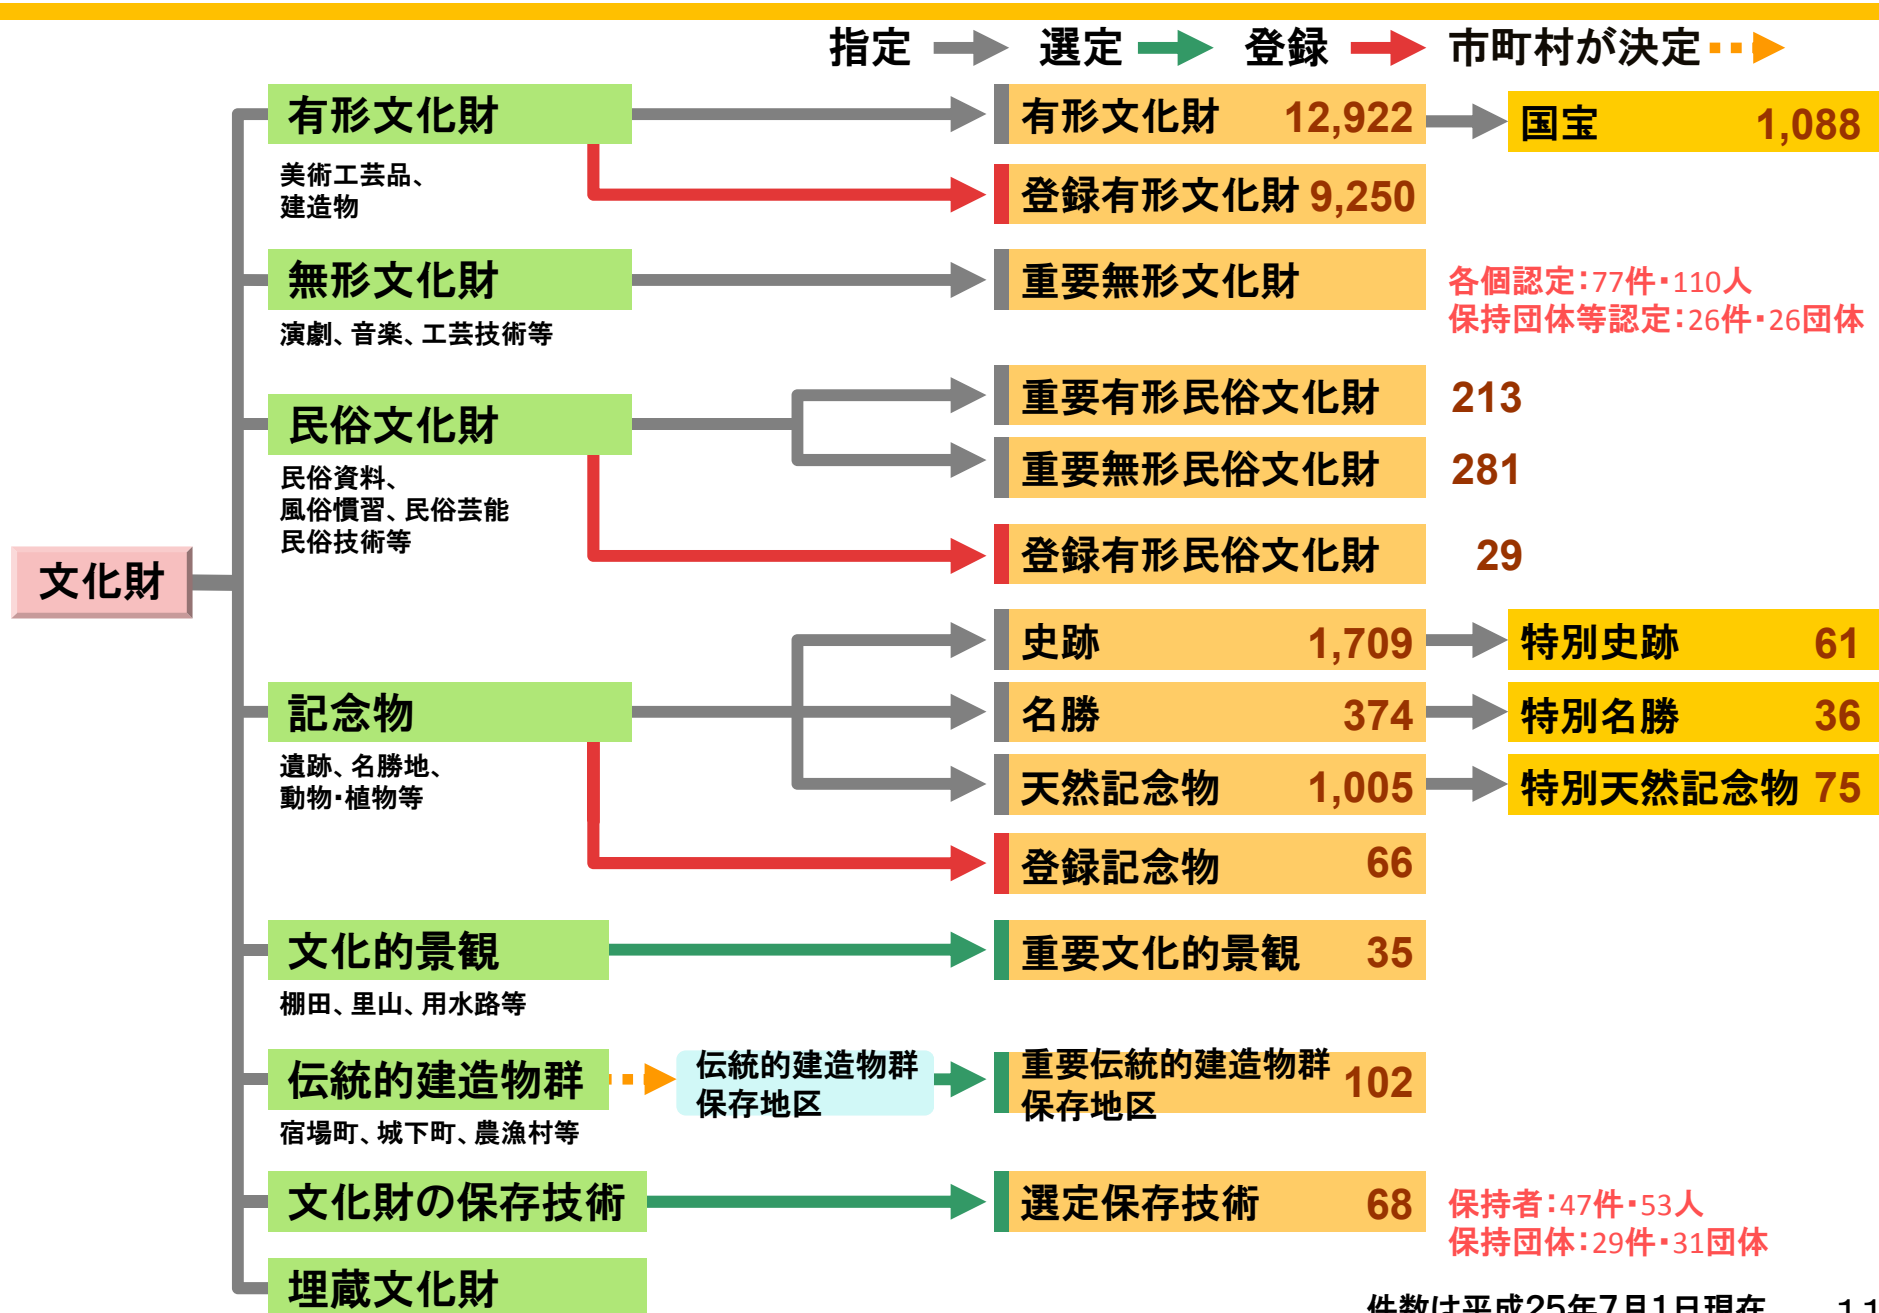 指定 選定 登録 市町村が決定
文化財
有形文化財
美術工芸品、
建造物
有形文化財 12,922
国宝 1,088
登録有形文化財 9,250
無形文化財
演劇、音楽、工芸技術等
重要無形文化財
各個認定：77件・110人
保持団体等認定：26件・26団体
民俗文化財
民俗資料、
風俗慣習、民俗芸能
民俗技術等
重要有形民俗文化財 213
重要無形民俗文化財 281
登録有形民俗文化財 29
記念物
遺跡、名勝地、
動物・植物等
史跡 1,709
特別史跡 61
名勝 374
特別名勝 36
天然記念物 1,005
特別天然記念物 75
登録記念物 66
文化的景観
棚田、里山、用水路等
重要文化的景観 35
伝統的建造物群
宿場町、城下町、農漁村等
伝統的建造物群
保存地区
重要伝統的建造物群
保存地区
102
文化財の保存技術
選定保存技術 68
保持者：47件・53人
保持団体：29件・31団体
埋蔵文化財
件数は平成25年7月1日現在
11